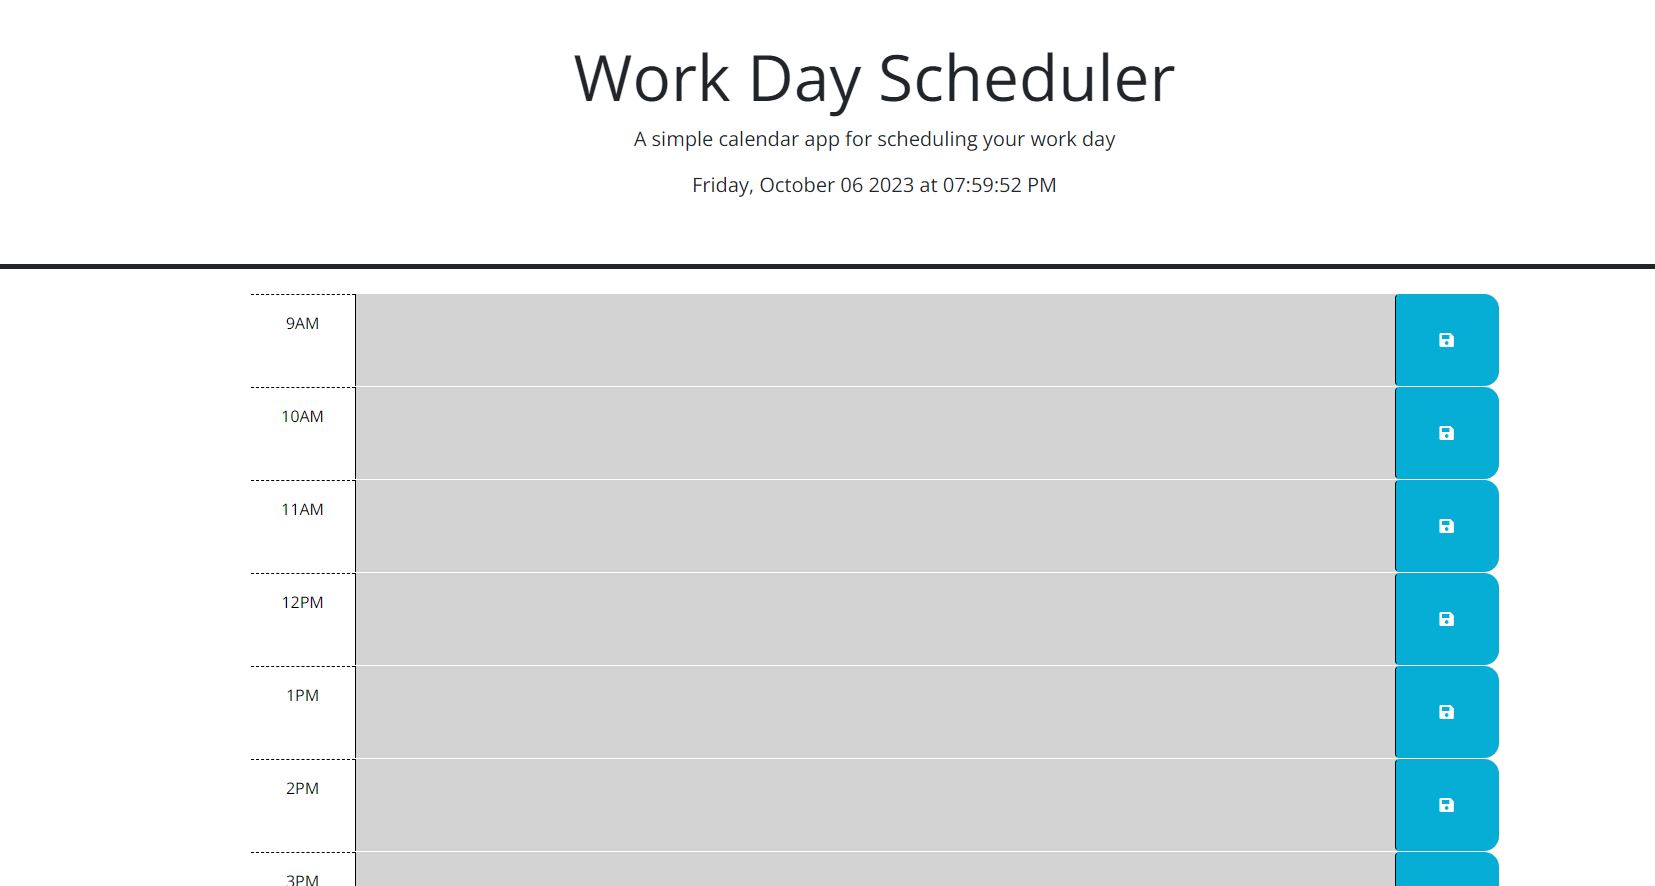 Work Day Scheduler
A simple calendar app for scheduling your work day
Friday, October 06 2023 at 07:59:52 PM
9AM
10AM
11AM
12PM
1PM
2PM
3PM